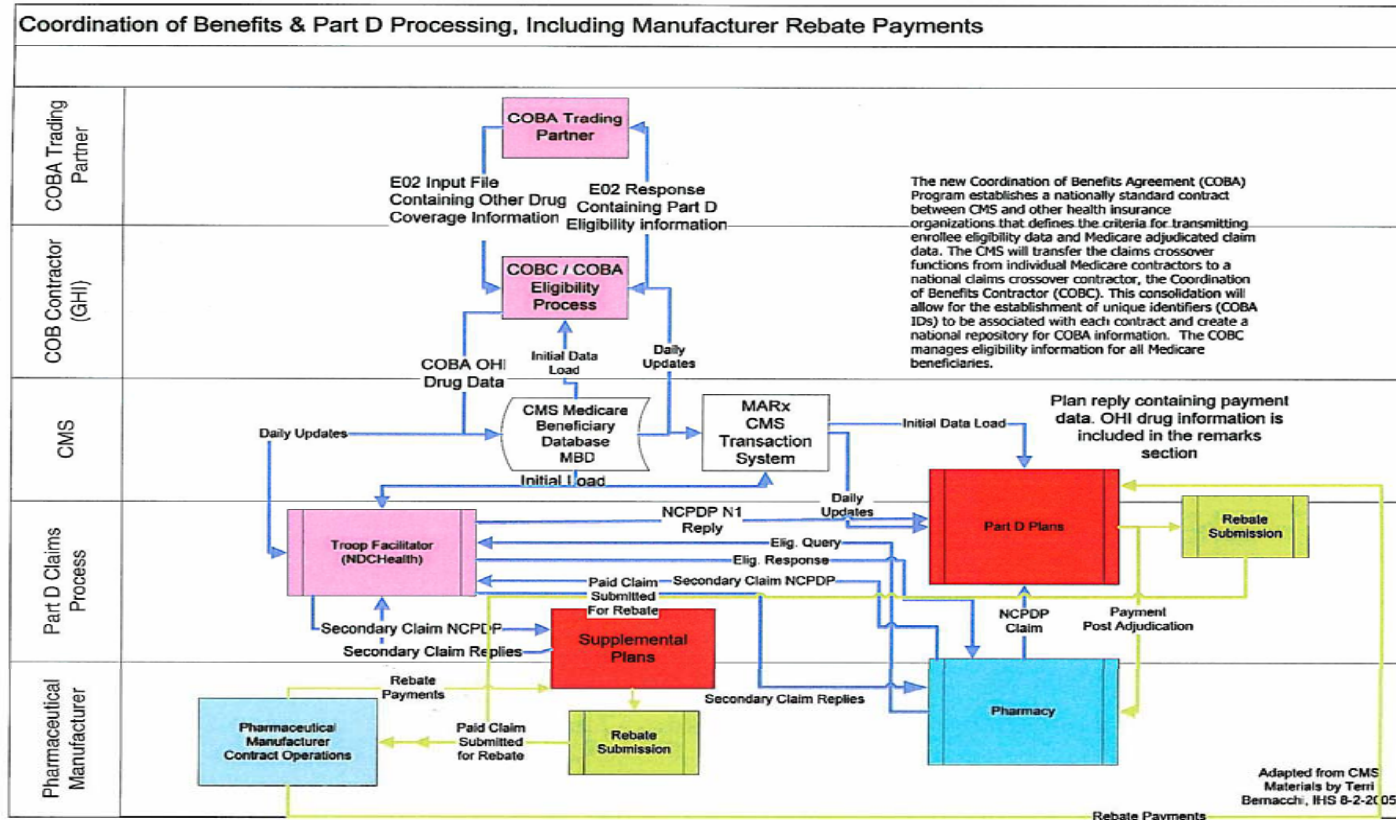 Coordination of Benefits & Part D Processing, Including Manufacturer Rebate Payments
COBA Trading
Partner
COBA Trading
Partner
E02 Input File
Containing Other Drug
Coverage Information
E02 Response
Containing Part D
Eligibility information
The new Coordination of Benefits Agreement (COBA)
Program establishes a nationally standard contract
between CMS and other health insurance
organizations that defines the criteria for transmitting
enrollee eligibility data and Medicare adjudicated claim
data. The CMS will transfer the claims crossover
functions from individual Medicare contractors to a
national claims crossover contractor, the Coordination
of Benefits Contractor (COBC). This consolidation will
allow for the establishment of unique identifiers (COBA
IDs) to be associated with each contract and create a
national repository for COBA information. The COBC
manages eligibility information for all Medicare
beneficiaries.
COB Contractor
(GHI)
COBC / COBA
Eligibility
Process
COBA OHI
Drug Data
Initial Data
Load
Daily
Updates
CMS
Daily Updates
CMS Medicare
Beneficiary
Database
MBD
MARx
CMS
Transaction
System
Initial Data Load
Plan reply containing payment
data. OHI drug information is
included in the remarks
section
Initial Load
Daily
Updates
Part D Claims
Process
Troop Facilitator
(NDCHealth)
NCPDP N1
Reply
Elig. Query
Elig. Response
Part D Plans
Rebate
Submission
Paid Claim
Submitted
For Rebate
Secondary Claim NCPDP
Secondary Claim NCPDP
Secondary Claim Replies
Supplemental
Plans
NCPDP
Claim
Payment
Post Adjudication
Pharmaceutical
Manufacturer
Rebate
Payments
Secondary Claim Replies
Pharmacy
Pharmaceutical
Manufacturer
Contract Operations
Paid Claim
Submitted
for Rebate
Rebate
Submission
Adapted from CMS
Materials by Terri
Bernacchi, IHS 8-2-2005
Rebate Payments